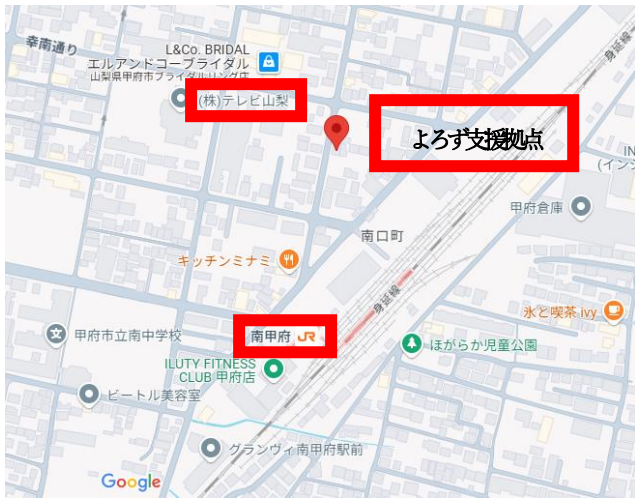 幸南通り
L&Co. BRIDAL
エルアンドコーブライダル
山梨県甲府市ブライダルリング店
(株)テレビ山梨
よろず支援拠点
身延線
IN
(インジ
甲府倉庫
南口町
キッチンミナミ
身延線
氷と喫茶 ivy
甲府市立南中学校
南甲府 JR
ほがらか児童公園
ILUTY FITNESS
CLUB 甲府店
ビートル美容室
グランヴィ南甲府駅前
Google